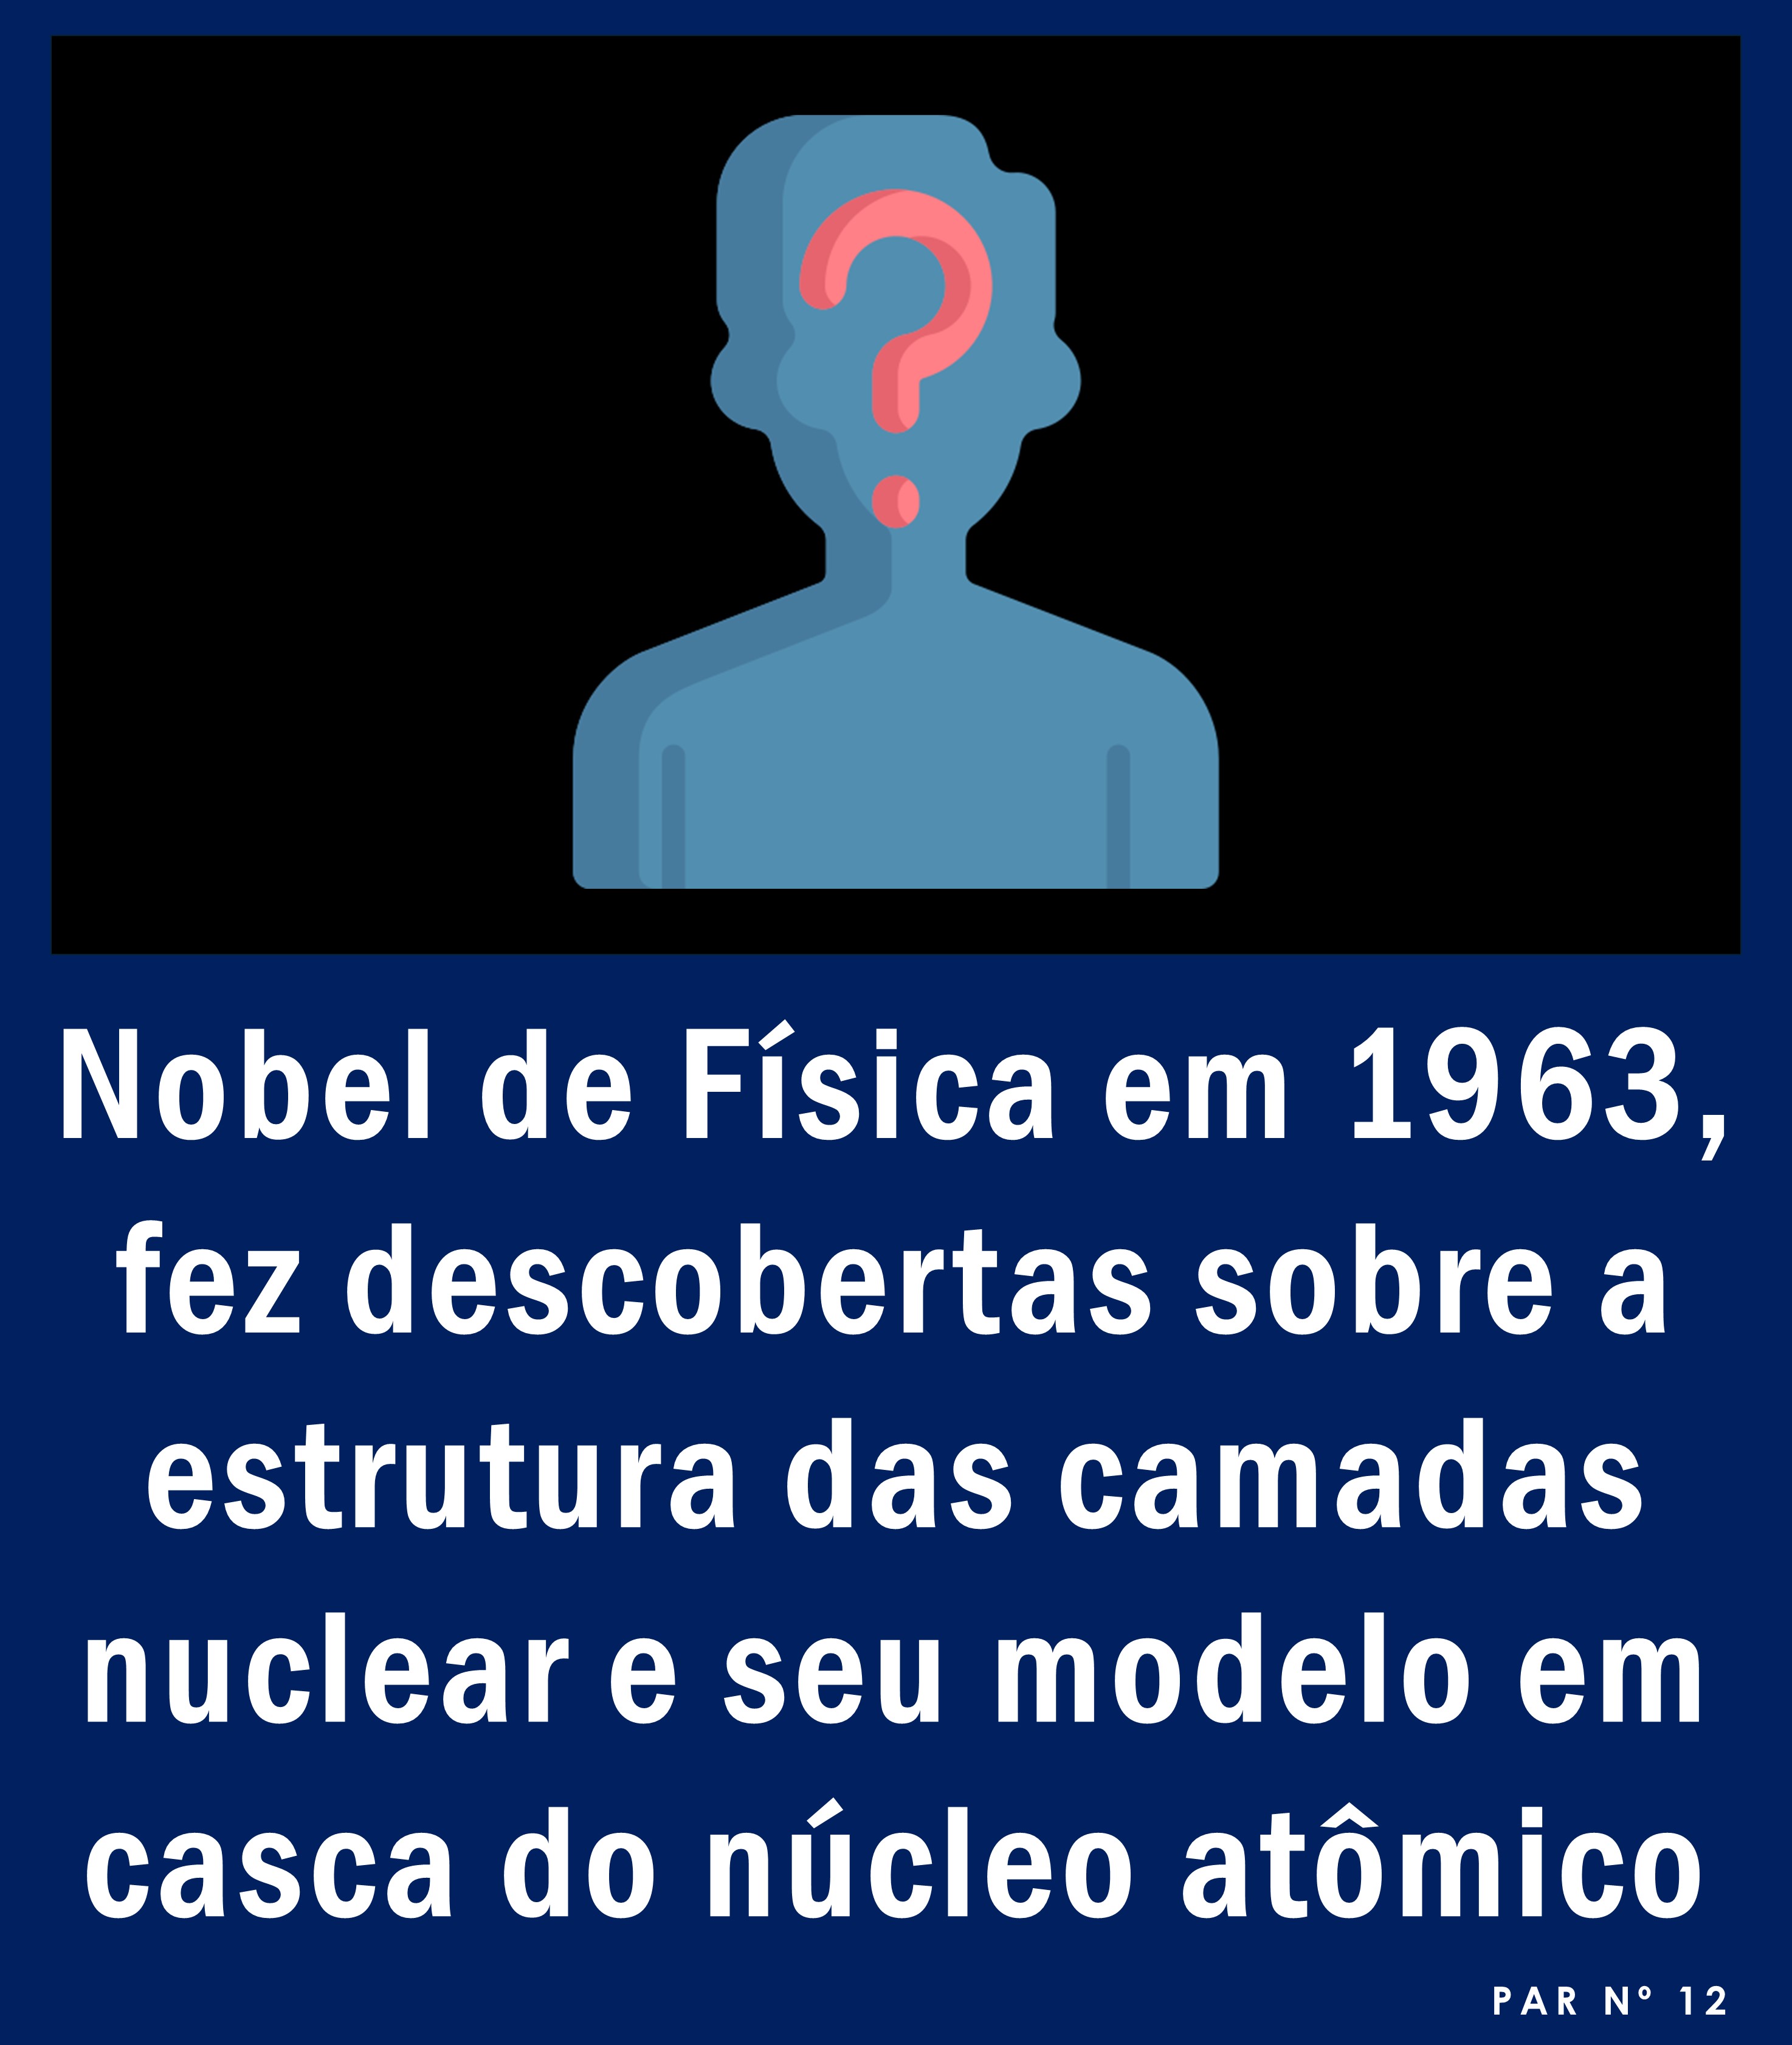 Nobel de Física em 1963,
fez descobertas sobre a
estrutura das camadas
nuclear e seu modelo em
casca do núcleo atômico
PAR Nº 12